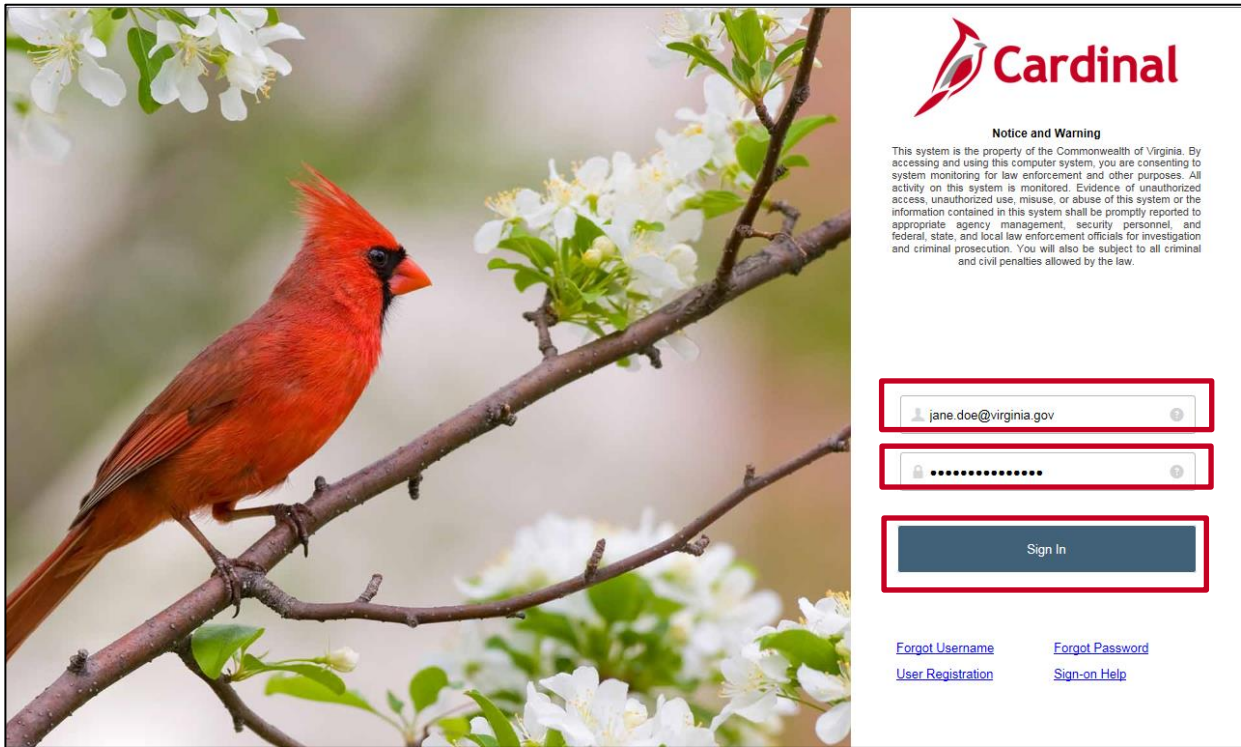 Cardinal
Notice and Warning
This system is the property of the Commonwealth of Virginia. By
accessing and using this computer system, you are consenting to
system monitoring for law enforcement and other purposes. All
activity on this system is monitored. Evidence of unauthorized
access, unauthorized use, misuse, or abuse of this system or the
information contained in this system shall be promptly reported to
appropriate agency management, security personnel, and
federal, state, and local law enforcement officials for investigation
and criminal prosecution. You will also be subject to all criminal
and civil penalties allowed by the law.
jane.doe@virginia.gov ?
••••••••••••••• ?
Sign In
Forgot Username Forgot Password
User Registration Sign-on Help